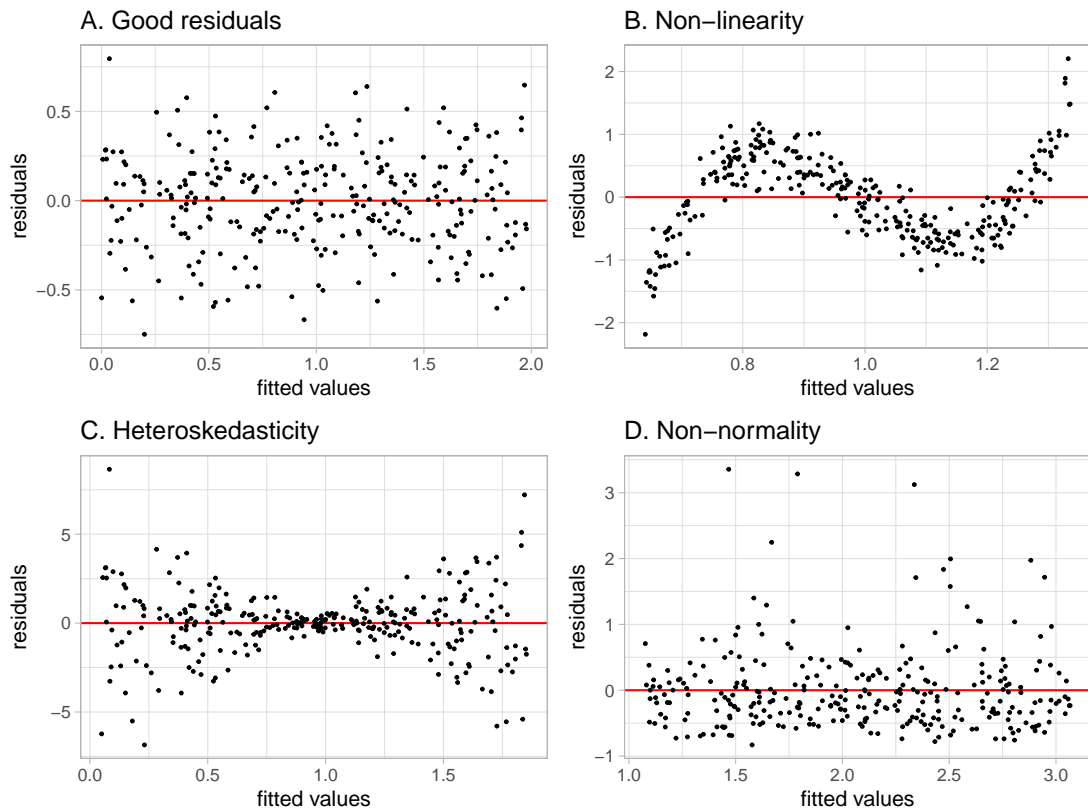 A. Good residuals
0.5
0.0
−0.5
residuals
0.0 0.5 1.0 1.5 2.0
fitted values
B. Non−linearity
2
1
0
−1
−2
residuals
0.8 1.0 1.2
fitted values
C. Heteroskedasticity
5
0
−5
residuals
0.0 0.5 1.0 1.5
fitted values
D. Non−normality
3
2
1
0
−1
residuals
1.0 1.5 2.0 2.5 3.0
fitted values